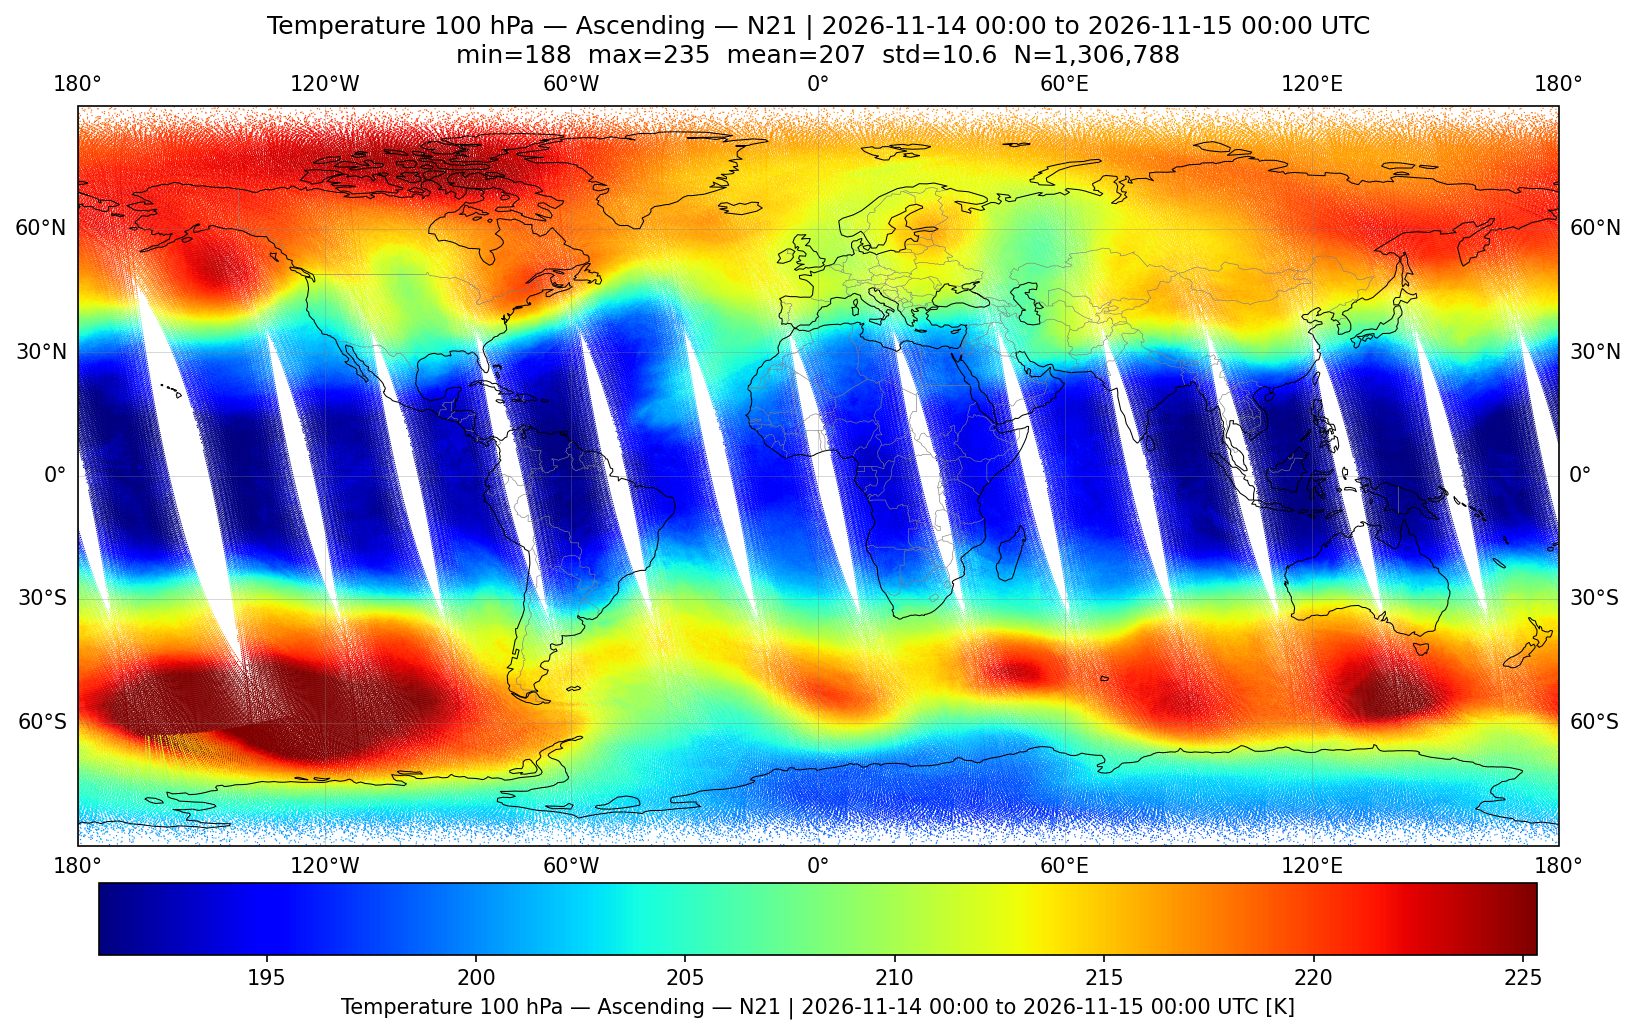 Temperature 100 hPa — Ascending — N21 | 2026-11-14 00:00 to 2026-11-15 00:00 UTC
min=188 max=235 mean=207 std=10.6 N=1,306,788
180° 120°W 60°W 0° 60°E 120°E 180°
60°N 60°N
30°N 30°N
0° 0°
30°S 30°S
60°S 60°S
180° 120°W 60°W 0° 60°E 120°E 180°
195 200 205 210 215 220 225
Temperature 100 hPa — Ascending — N21 | 2026-11-14 00:00 to 2026-11-15 00:00 UTC [K]